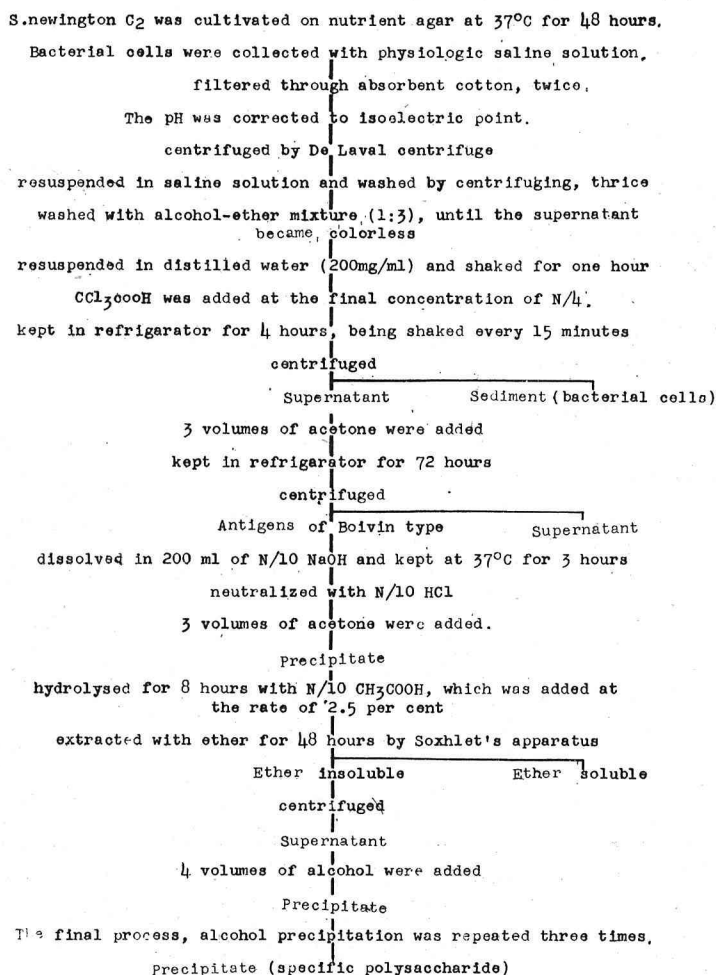 S.newington C2 was cultivated on nutrient agar at 37°C for 48 hours.
Bacterial cells were collected with physiologic saline solution,
filtered through absorbent cotton, twice.
The pH was corrected to isoelectric point.
centrifuged by De Laval centrifuge
resuspended in saline solution and washed by centrifuging, thrice
washed with alcohol-ether mixture (1:3), until the supernatant
became, colorless
resuspended in distilled water (200mg/ml) and shaked for one hour
CCl3COOH was added at the final concentration of N/4.
kept in refrigarator for 4 hours, being shaked every 15 minutes
centrifuged
Supernatant Sediment (bacterial cells)
3 volumes of acetone were added
kept in refrigarator for 72 hours
centrifuged
Antigens of Boivin type Supernatant
dissolved in 200 ml of N/10 NaOH and kept at 37°C for 3 hours
neutralized with N/10 HCl
3 volumes of acetone were added.
Precipitate
hydrolysed for 8 hours with N/10 CH3COOH, which was added at
the rate of 2.5 per cent
extracted with ether for 48 hours by Soxhlet's apparatus
Ether insoluble Ether soluble
centrifuged
Supernatant
4 volumes of alcohol were added
Precipitate
The final process, alcohol precipitation was repeated three times.
Precipitate (specific polysaccharide)